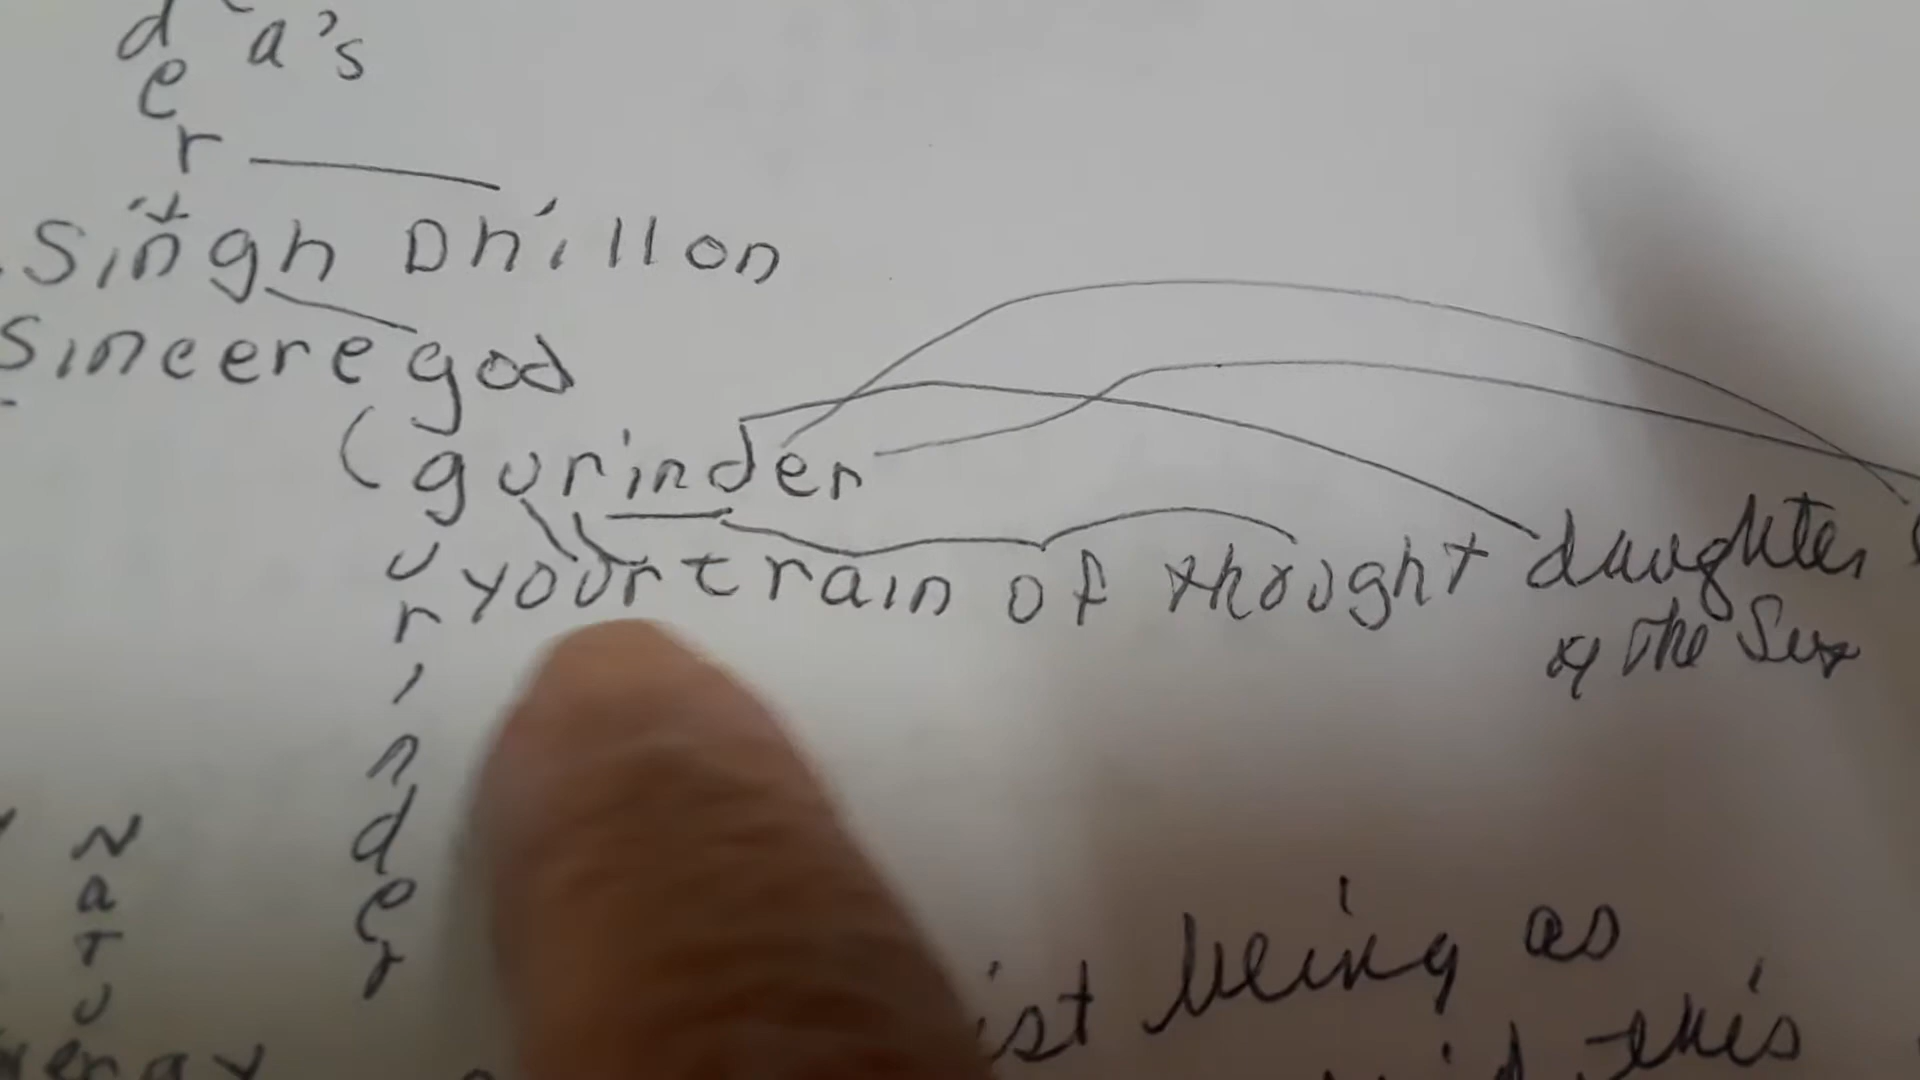 d a's
e
r
Singh Dhillon
Sincere god
(gurinder
u your train of thought daughter
r of the Sun
i
n
d
e
r
N
a
T
U
being as
this